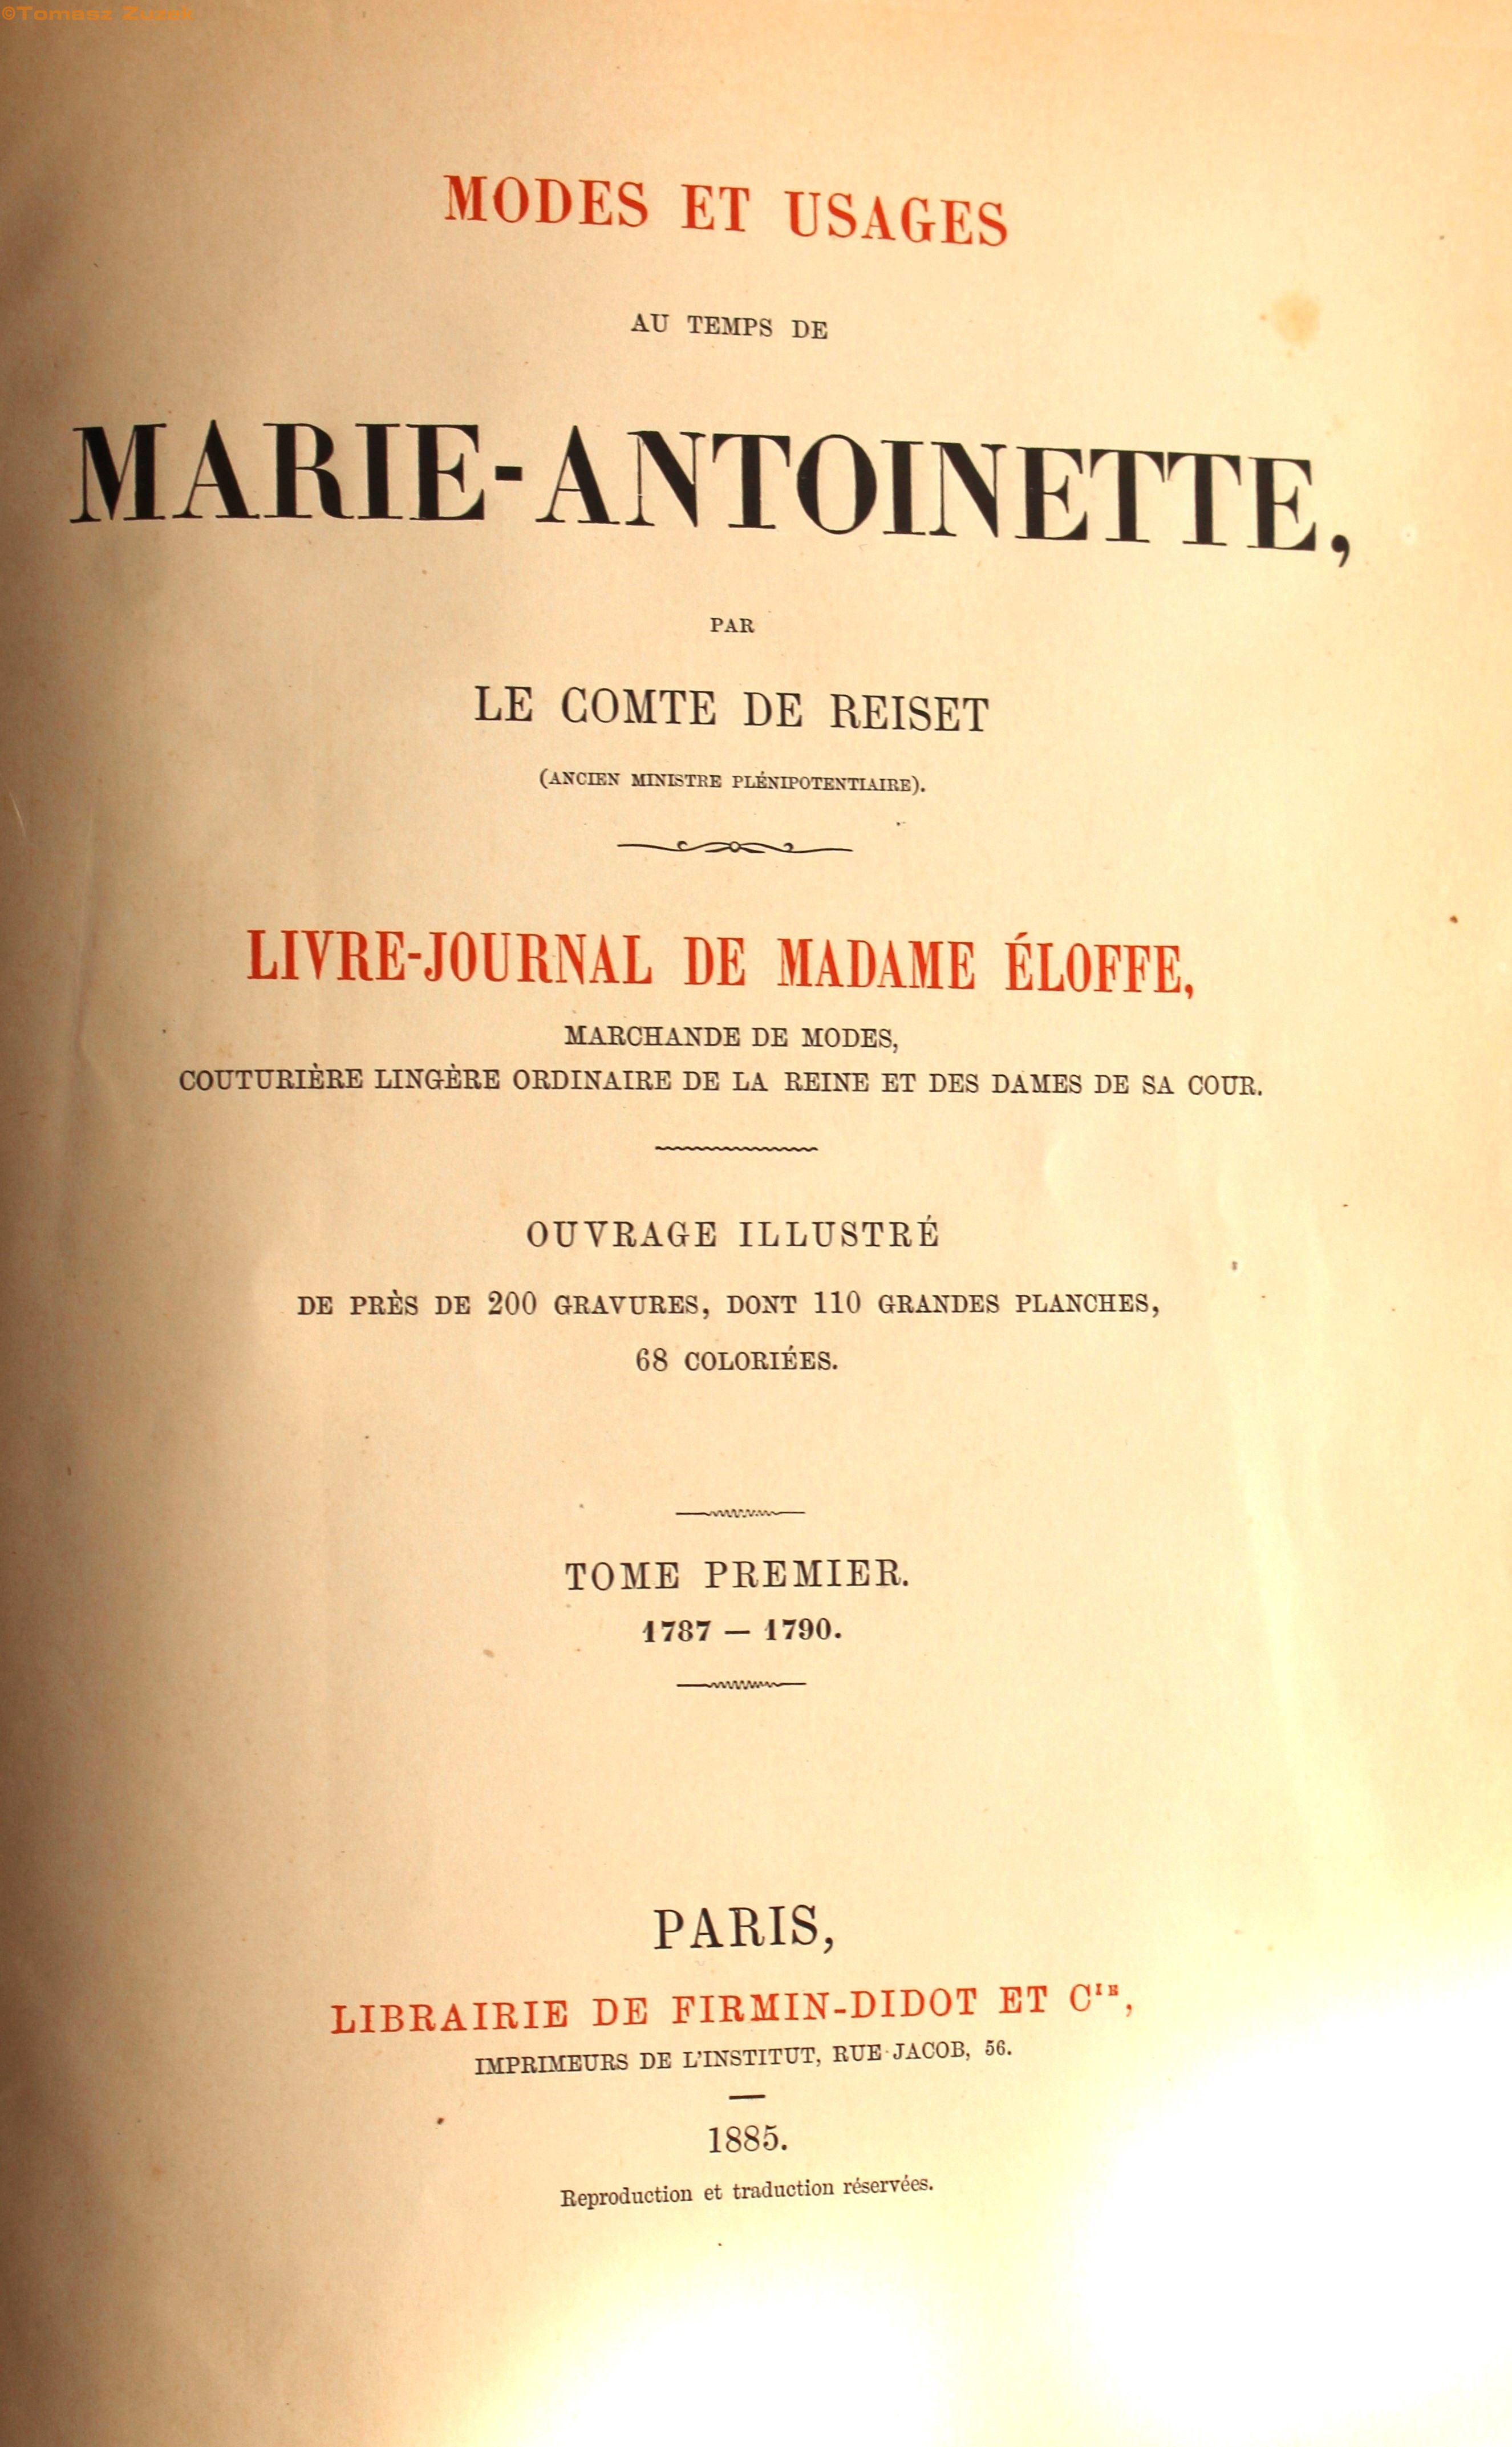 ©Tomasz Zuzek
MODES ET USAGES
AU TEMPS DE
MARIE-ANTOINETTE,
PAR
LE COMTE DE REISET
(ANCIEN MINISTRE PLÉNIPOTENTIAIRE).
LIVRE-JOURNAL DE MADAME ÉLOFFE,
MARCHANDE DE MODES,
COUTURIÈRE LINGÈRE ORDINAIRE DE LA REINE ET DES DAMES DE SA COUR.
OUVRAGE ILLUSTRÉ
DE PRÈS DE 200 GRAVURES, DONT 110 GRANDES PLANCHES,
68 COLORIÉES.
TOME PREMIER.
1787 — 1790.
PARIS,
LIBRAIRIE DE FIRMIN-DIDOT ET CIE,
IMPRIMEURS DE L'INSTITUT, RUE JACOB, 56.
1885.
Reproduction et traduction réservées.